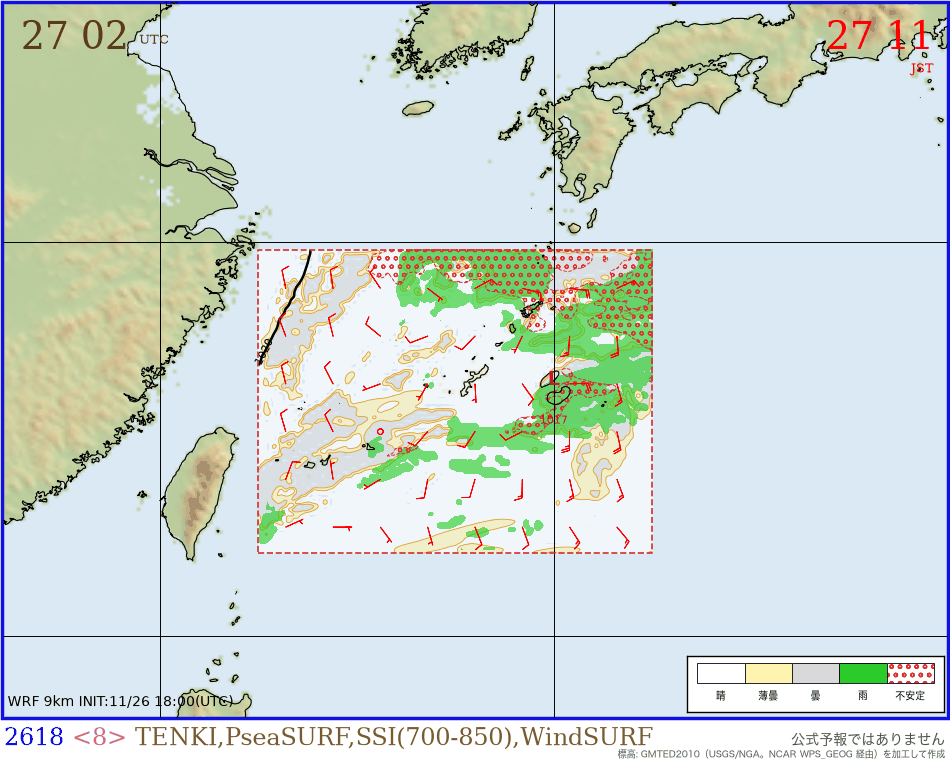 27 02 UTC
27 11
JST
1020
1017
WRF 9km INIT:11/26 18:00(UTC)
晴 薄曇 曇 雨 不安定
2618 <8> TENKI,PseaSURF,SSI(700-850),WindSURF
公式予報ではありません
標高: GMTED2010（USGS/NGA。NCAR WPS_GEOG 経由）を加工して作成